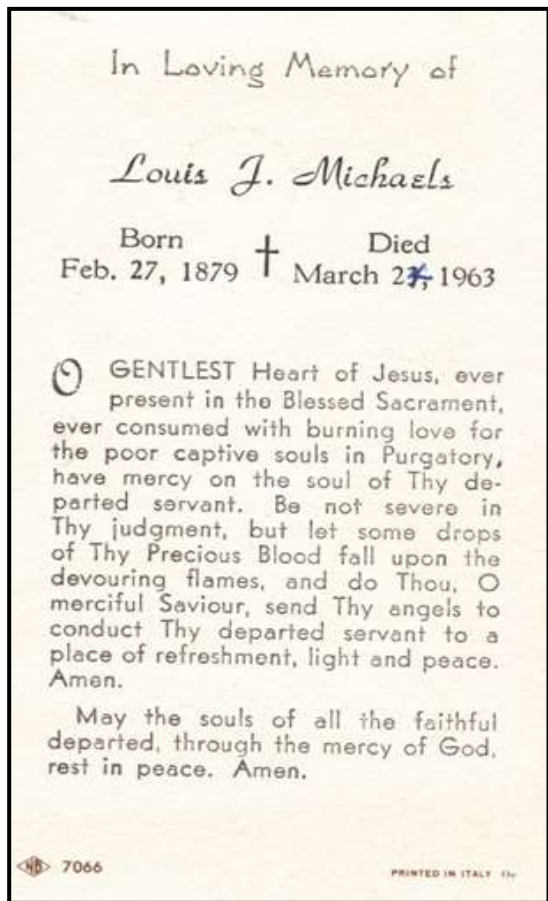 In Loving Memory of
Louis J. Michaels
Born
Feb. 27, 1879
Died
March 2 , 1963
O GENTLEST Heart of Jesus, ever
present in the Blessed Sacrament,
ever consumed with burning love for
the poor captive souls in Purgatory,
have mercy on the soul of Thy de-
parted servant. Be not severe in
Thy judgment, but let some drops
of Thy Precious Blood fall upon the
devouring flames, and do Thou, O
merciful Saviour, send Thy angels to
conduct Thy departed servant to a
place of refreshment, light and peace.
Amen.
May the souls of all the faithful
departed, through the mercy of God,
rest in peace. Amen.
NB 7066
PRINTED IN ITALY